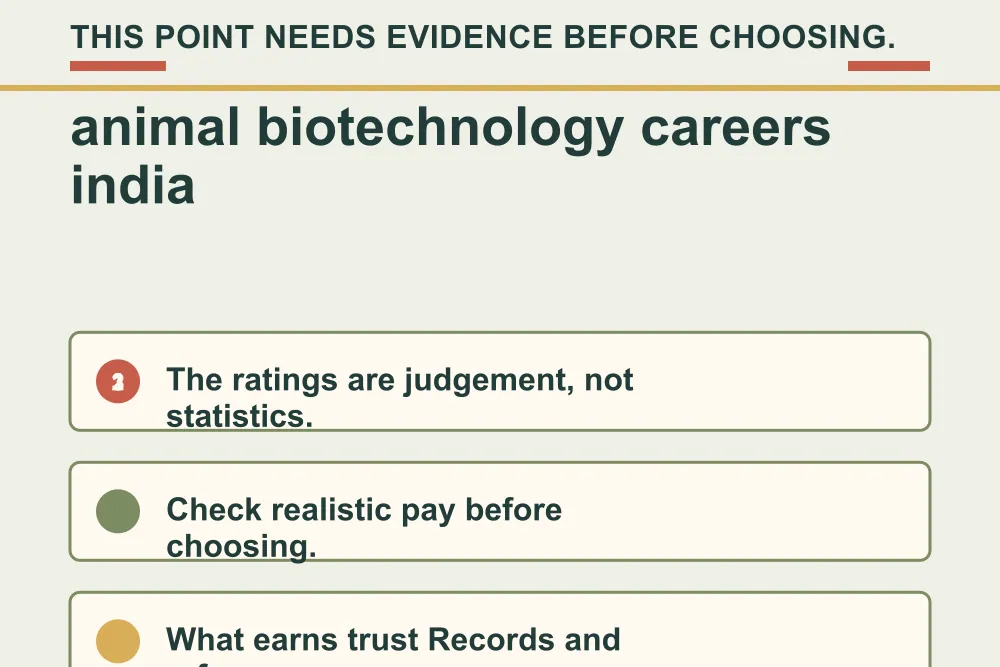 THIS POINT NEEDS EVIDENCE BEFORE CHOOSING.
animal biotechnology careers
india
The ratings are judgement, not
statistics.
Check realistic pay before
choosing.
What earns trust Records and